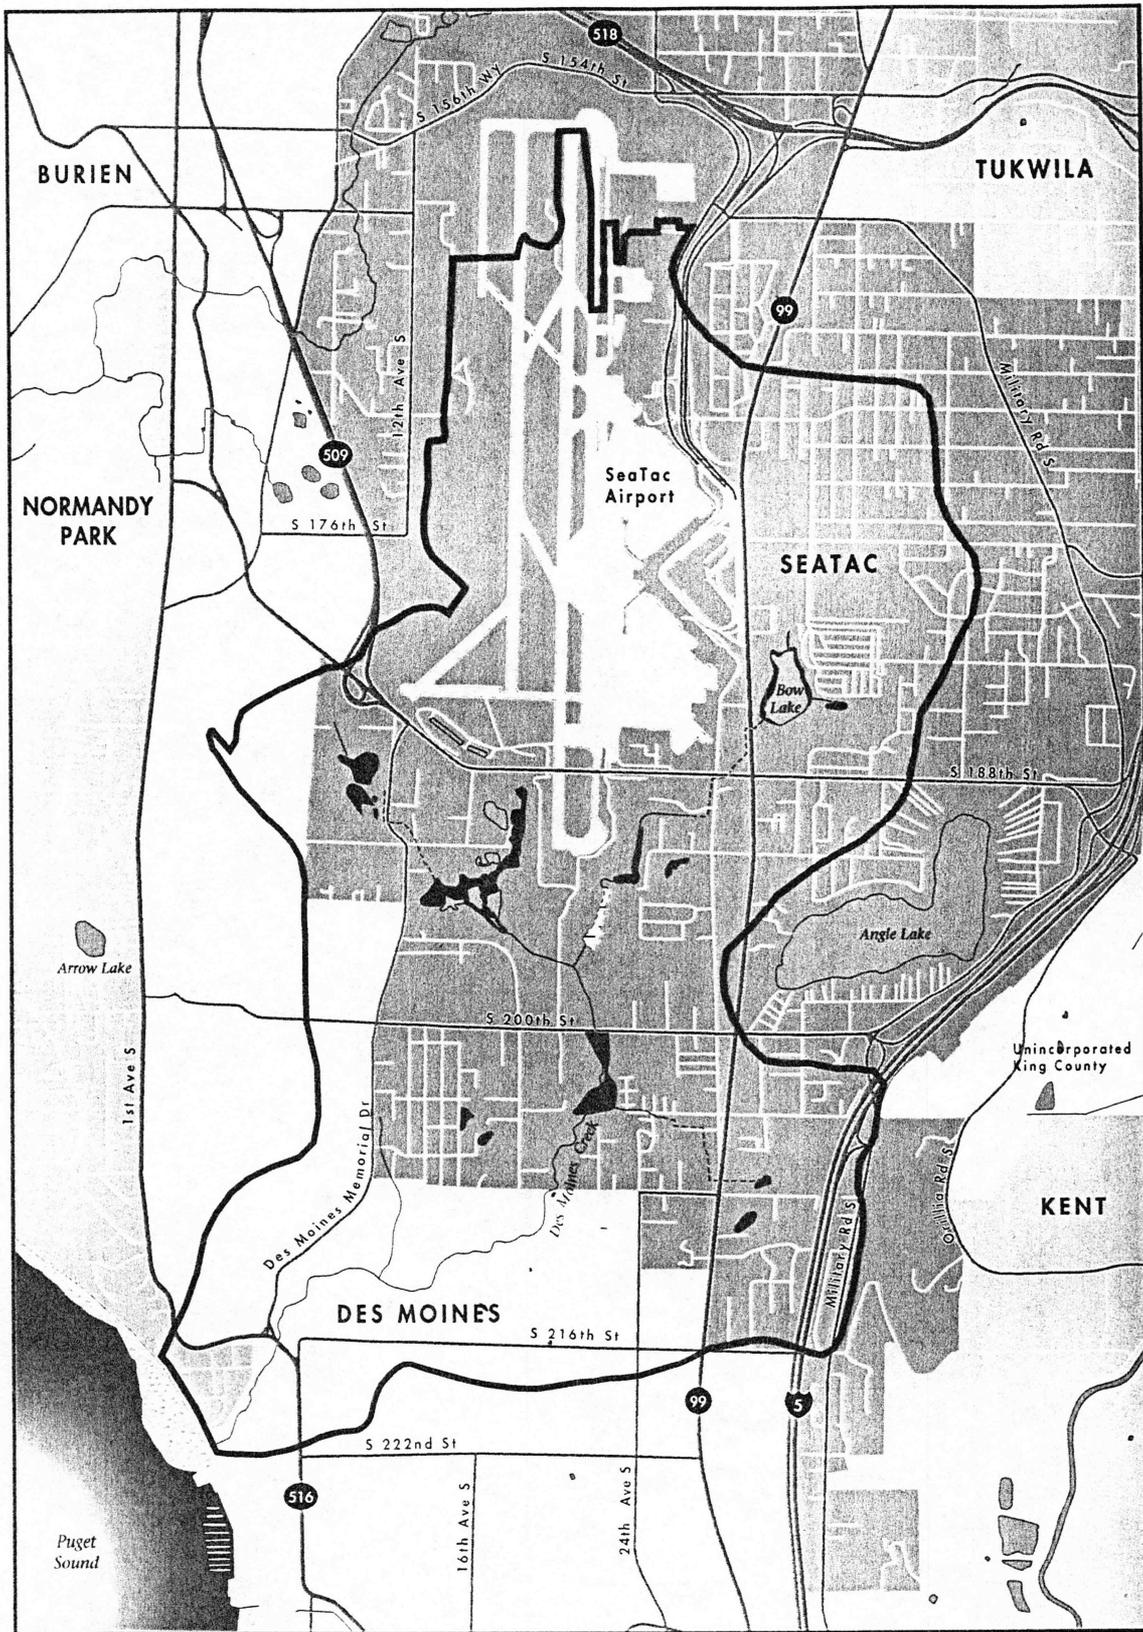 518
S 154th St
S 156th Wy
BURIEN
TUKWILA
99
12th Ave S
Military Rd S
509
SeaTac
Airport
NORMANDY
PARK
S 176th St
SEATAC
Bow
Lake
S 188th St
Angle Lake
Arrow Lake
S 200th St
Unincorporated
King County
1st Ave S
Des Moines Memorial Dr
Des Moines Creek
Orillia Rd S
KENT
Military Rd S
DES MOINES
S 216th St
99
5
S 222nd St
516
16th Ave S
24th Ave S
Puget
Sound